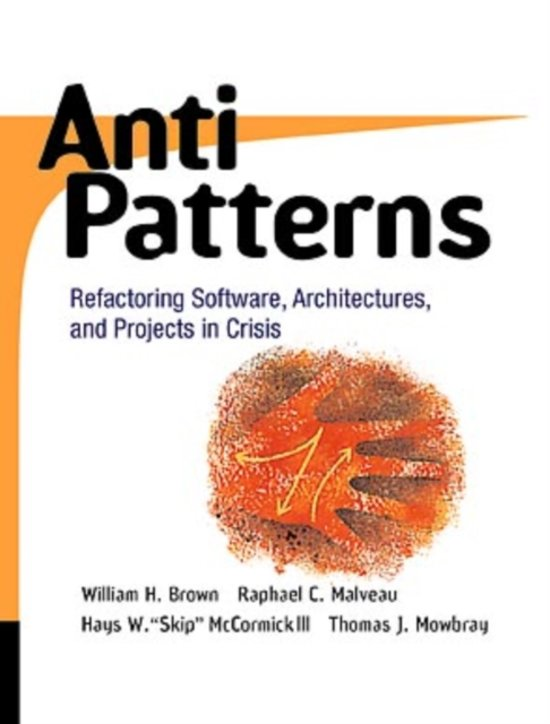 Anti
Patterns
Refactoring Software, Architectures,
and Projects in Crisis
William H. Brown Raphael C. Malveau
Hays W."Skip" McCormick III Thomas J. Mowbray